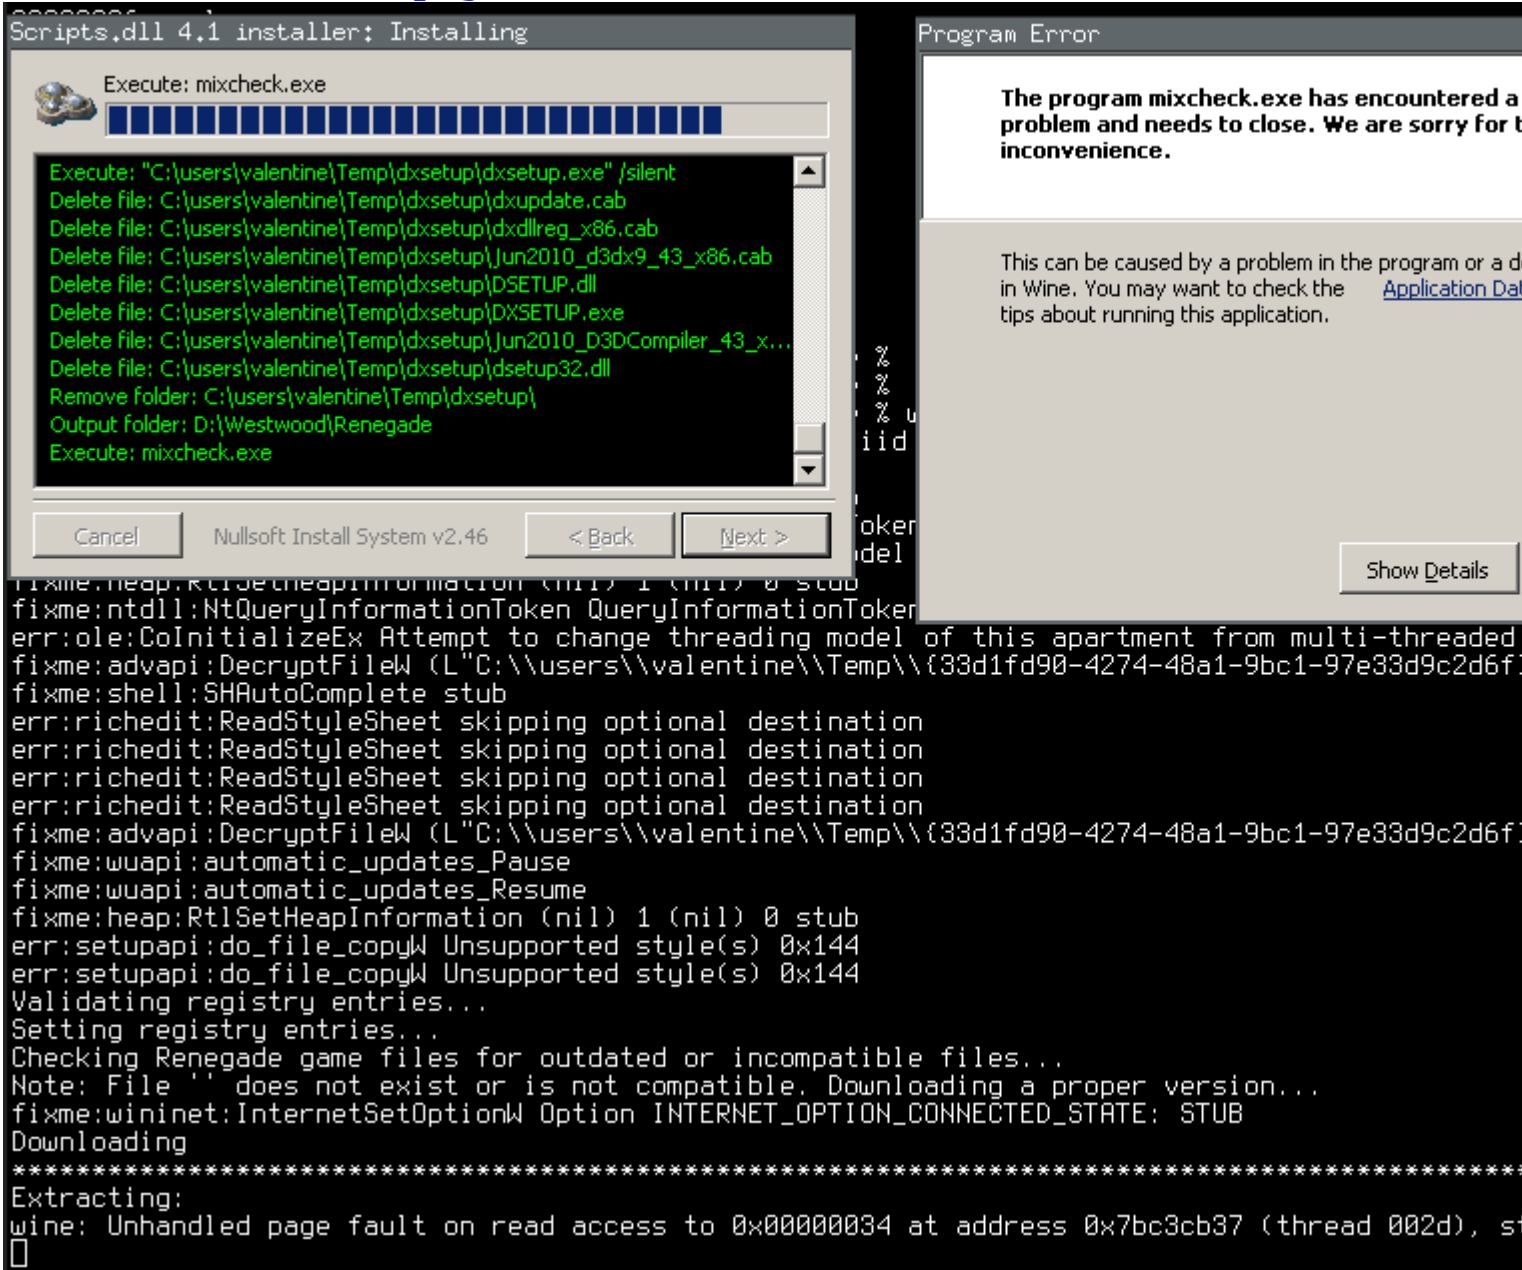 Scripts.dll 4.1 installer: Installing
Execute: mixcheck.exe
Execute: "C:\users\valentine\Temp\dxsetup\dxsetup.exe" /silent
Delete file: C:\users\valentine\Temp\dxsetup\dxupdate.cab
Delete file: C:\users\valentine\Temp\dxsetup\dxdllreg_x86.cab
Delete file: C:\users\valentine\Temp\dxsetup\Jun2010_d3dx9_43_x86.cab
Delete file: C:\users\valentine\Temp\dxsetup\DSETUP.dll
Delete file: C:\users\valentine\Temp\dxsetup\DXSETUP.exe
Delete file: C:\users\valentine\Temp\dxsetup\Jun2010_D3DCompiler_43_x...
Delete file: C:\users\valentine\Temp\dxsetup\dsetup32.dll
Remove folder: C:\users\valentine\Temp\dxsetup\
Output folder: D:\Westwood\Renegade
Execute: mixcheck.exe
Cancel
Nullsoft Install System v2.46
< Back
Next >
Program Error
The program mixcheck.exe has encountered a
problem and needs to close. We are sorry for t
inconvenience.
This can be caused by a problem in the program or a d
in Wine. You may want to check the Application Dat
tips about running this application.
Show Details
%
%
% w
iid
oken
del
fixme:heap:RtlSetHeapInformation (nil) 1 (nil) 0 stub
fixme:ntdll:NtQueryInformationToken QueryInformationToken
err:ole:CoInitializeEx Attempt to change threading model of this apartment from multi-threaded
fixme:advapi:DecryptFileW (L"C:\\users\\valentine\\Temp\\{33d1fd90-4274-48a1-9bc1-97e33d9c2d6f}
fixme:shell:SHAutoComplete stub
err:richedit:ReadStyleSheet skipping optional destination
err:richedit:ReadStyleSheet skipping optional destination
err:richedit:ReadStyleSheet skipping optional destination
err:richedit:ReadStyleSheet skipping optional destination
fixme:advapi:DecryptFileW (L"C:\\users\\valentine\\Temp\\{33d1fd90-4274-48a1-9bc1-97e33d9c2d6f}
fixme:wuapi:automatic_updates_Pause
fixme:wuapi:automatic_updates_Resume
fixme:heap:RtlSetHeapInformation (nil) 1 (nil) 0 stub
err:setupapi:do_file_copyW Unsupported style(s) 0x144
err:setupapi:do_file_copyW Unsupported style(s) 0x144
Validating registry entries...
Setting registry entries...
Checking Renegade game files for outdated or incompatible files...
Note: File '' does not exist or is not compatible. Downloading a proper version...
fixme:wininet:InternetSetOptionW Option INTERNET_OPTION_CONNECTED_STATE: STUB
Downloading
***********************************************************************************************
Extracting:
wine: Unhandled page fault on read access to 0x00000034 at address 0x7bc3cb37 (thread 002d), st